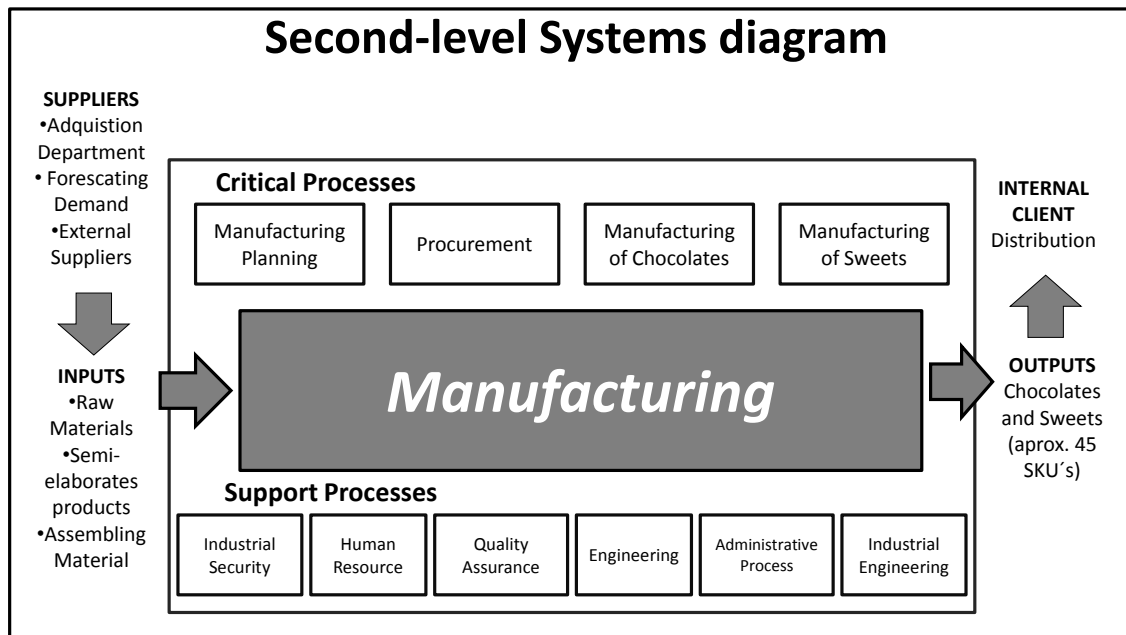 Second-level Systems diagram
SUPPLIERS
•Adquistion
Department
• Forescating
Demand
•External
Suppliers
INPUTS
•Raw
Materials
•Semi-
elaborates
products
•Assembling
Material
Critical Processes
Manufacturing
Planning
Procurement
Manufacturing
of Chocolates
Manufacturing
of Sweets
Manufacturing
Support Processes
Industrial
Security
Human
Resource
Quality
Assurance
Engineering
Administrative
Process
Industrial
Engineering
INTERNAL
CLIENT
Distribution
OUTPUTS
Chocolates
and Sweets
(aprox. 45
SKU´s)